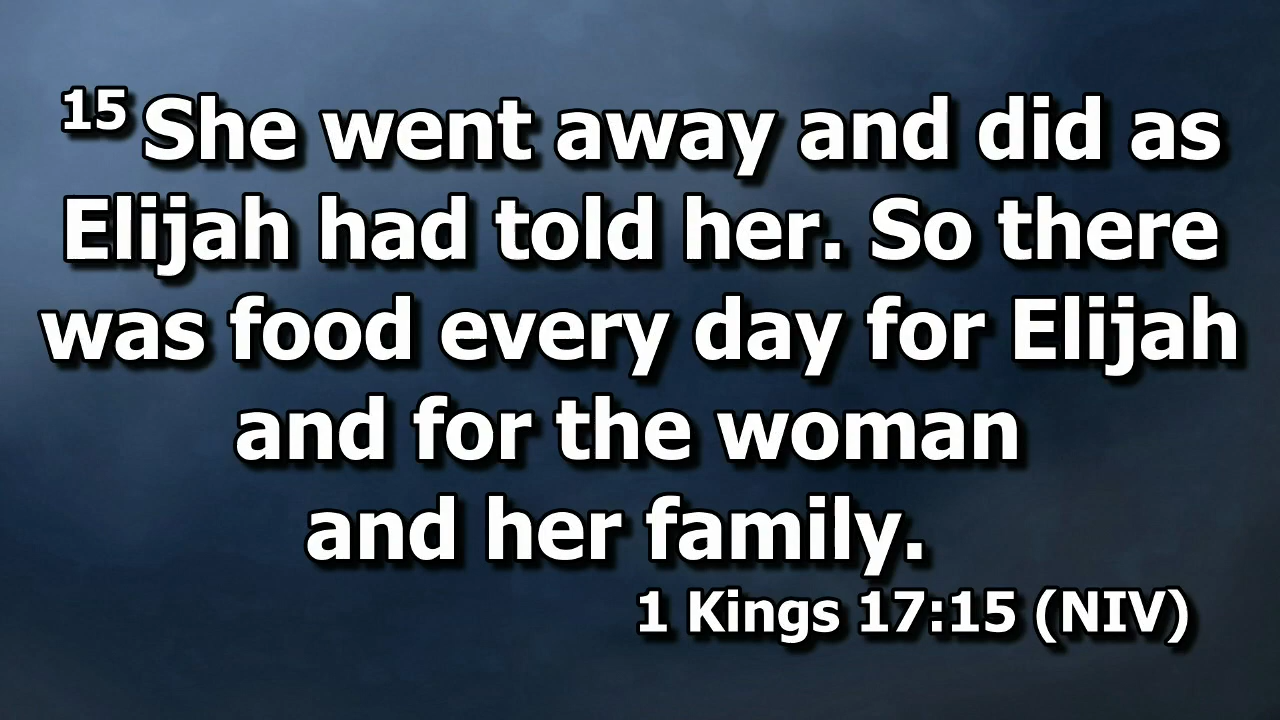 15 She went away and did as
Elijah had told her. So there
was food every day for Elijah
and for the woman
and her family.
1 Kings 17:15 (NIV)